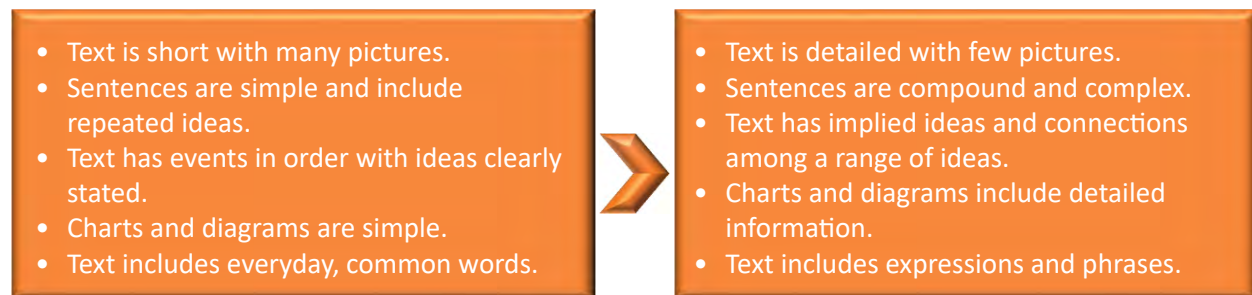 • Text is short with many pictures.
• Sentences are simple and include
repeated ideas.
• Text has events in order with ideas clearly
stated.
• Charts and diagrams are simple.
• Text includes everyday, common words.
• Text is detailed with few pictures.
• Sentences are compound and complex.
• Text has implied ideas and connections
among a range of ideas.
• Charts and diagrams include detailed
information.
• Text includes expressions and phrases.